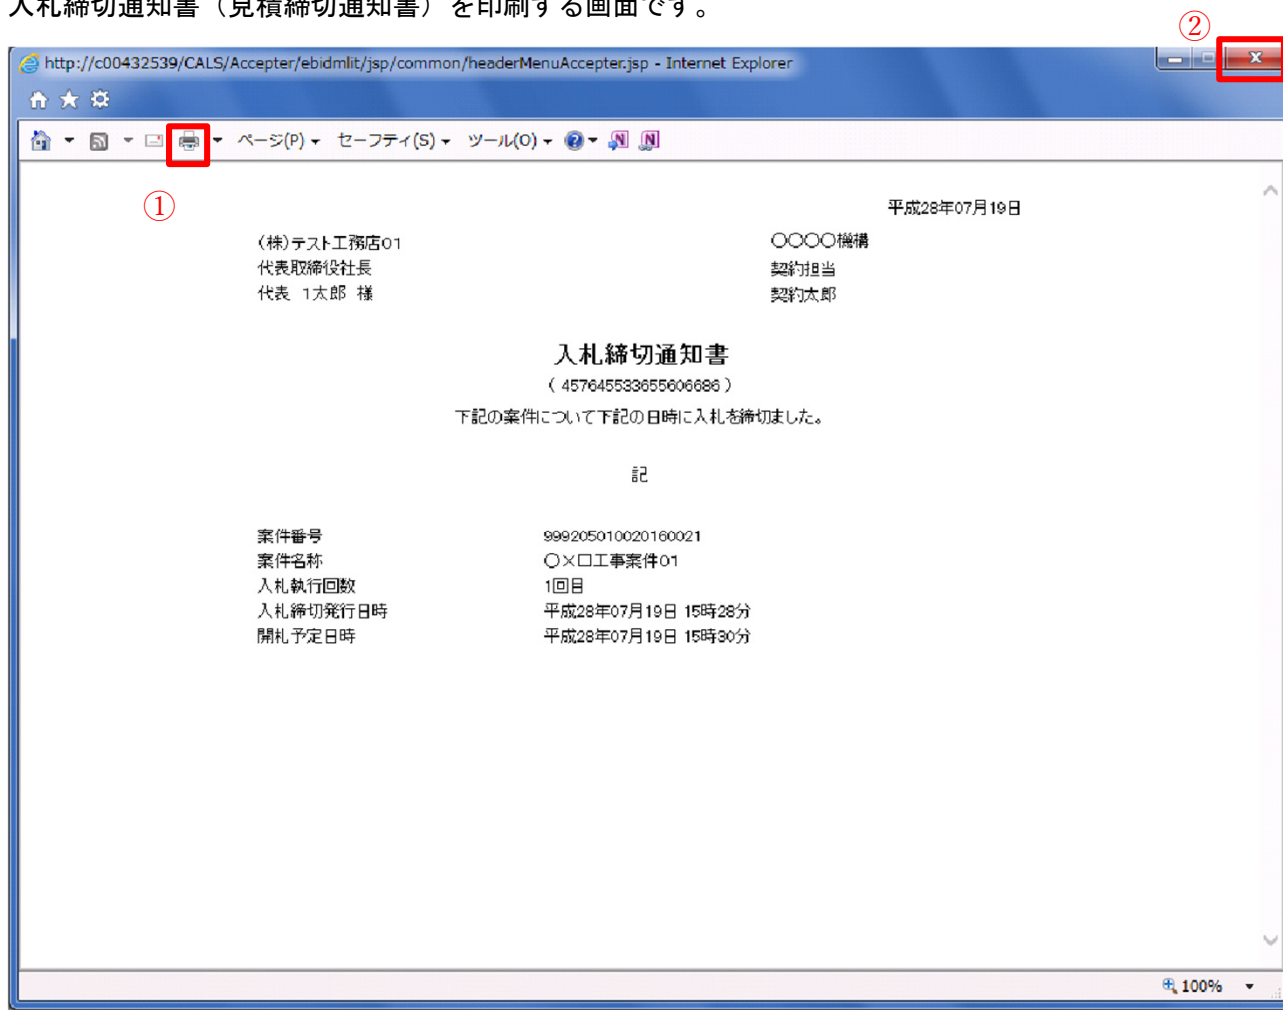 入札締切通知書（見積締切通知書）を印刷する画面です。
②
http://c00432539/CALS/Accepter/ebidmlit/jsp/common/headerMenuAccepter.jsp - Internet Explorer
ページ(P) セーフティ(S) ツール(O)
①
平成28年07月19日
(株)テスト工務店01
〇〇〇〇機構
代表取締役社長
契約担当
代表 1太郎 様
契約太郎
入札締切通知書
( 457645533655606686 )
下記の案件について下記の日時に入札を締切ました。
記
案件番号 999205010020160021
案件名称 〇×□工事案件01
入札執行回数 1回目
入札締切発行日時 平成28年07月19日 15時28分
開札予定日時 平成28年07月19日 15時30分
100%